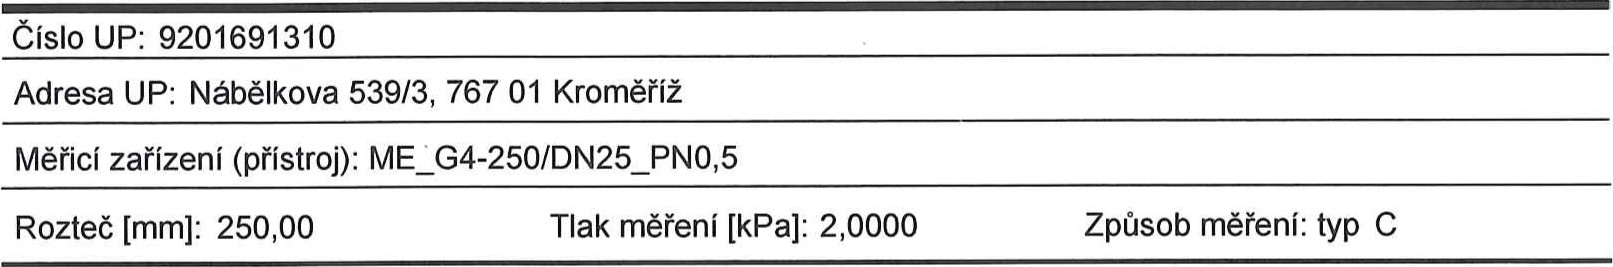 Číslo UP: 9201691310
Adresa UP: Nábělkova 539/3, 767 01 Kroměříž
Měřicí zařízení (přístroj): ME_G4-250/DN25_PN0,5
Rozteč [mm]: 250,00 Tlak měření [kPa]: 2,0000 Způsob měření: typ C